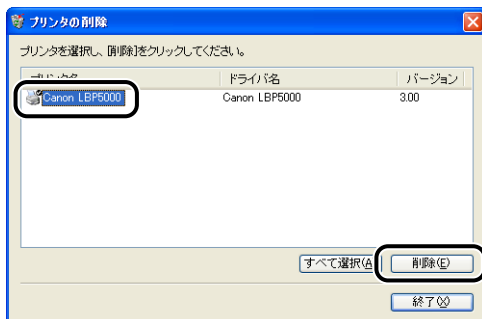 プリンタの削除
プリンタを選択し、[削除]をクリックしてください。
プリンタ名 ドライバ名 バージョン
Canon LBP5000 Canon LBP5000 3.00
すべて選択(A) 削除(E)
終了(X)